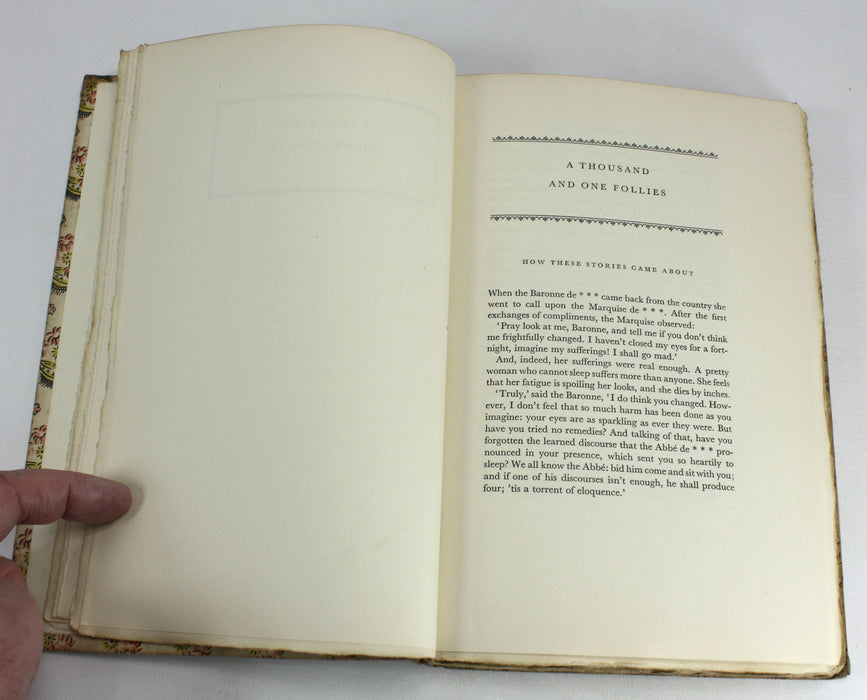 A THOUSAND
AND ONE FOLLIES
HOW THESE STORIES CAME ABOUT
When the Baronne de * * * came back from the country she
went to call upon the Marquise de * * *. After the first
exchanges of compliments, the Marquise observed:
'Pray look at me, Baronne, and tell me if you don't think
me frightfully changed. I haven't closed my eyes for a fort-
night, imagine my sufferings! I shall go mad.'
And, indeed, her sufferings were real enough. A pretty
woman who cannot sleep suffers more than anyone. She feels
that her fatigue is spoiling her looks, and she dies by inches.
'Truly,' said the Baronne, 'I do think you changed. How-
ever, I don't feel that so much harm has been done as you
imagine: your eyes are as sparkling as ever they were. But
have you tried no remedies? And talking of that, have you
forgotten the learned discourse that the Abbé de * * * pro-
nounced in your presence, which sent you so heartily to
sleep? We all know the Abbé: bid him come and sit with you;
and if one of his discourses isn't enough, he shall produce
four; 'tis a torrent of eloquence.'